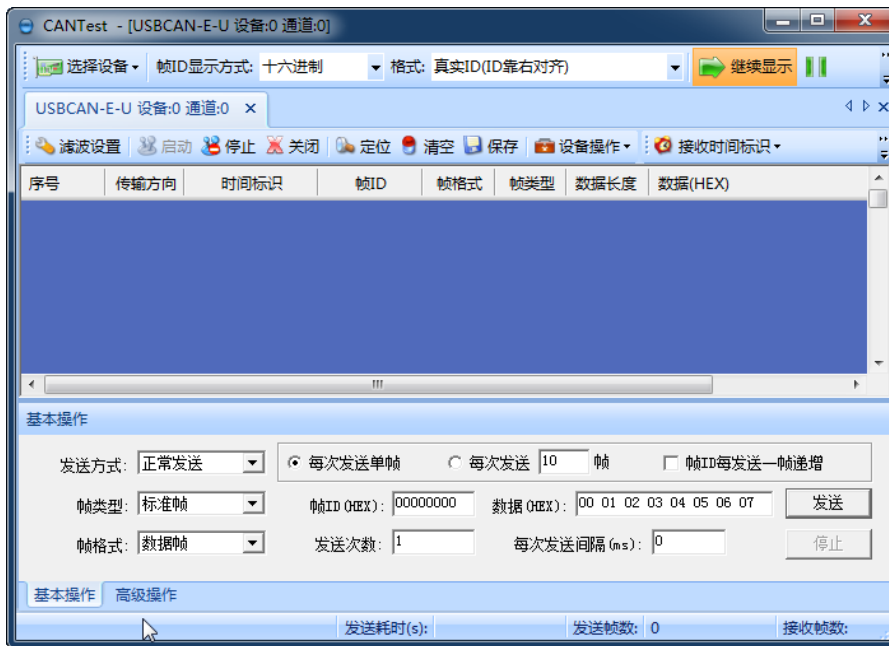 CANTest - [USBCAN-E-U 设备:0 通道:0]
选择设备 帧ID显示方式: 十六进制 格式: 真实ID(ID靠右对齐) 继续显示
USBCAN-E-U 设备:0 通道:0
滤波设置 启动 停止 关闭 定位 清空 保存 设备操作 接收时间标识
序号 传输方向 时间标识 帧ID 帧格式 帧类型 数据长度 数据(HEX)
基本操作
发送方式: 正常发送 每次发送单帧 每次发送 10 帧 帧ID每发送一帧递增
帧类型: 标准帧 帧ID(HEX): 00000000 数据(HEX): 00 01 02 03 04 05 06 07 发送
帧格式: 数据帧 发送次数: 1 每次发送间隔(ms): 0 停止
基本操作 高级操作
发送耗时(s): 发送帧数: 0 接收帧数: